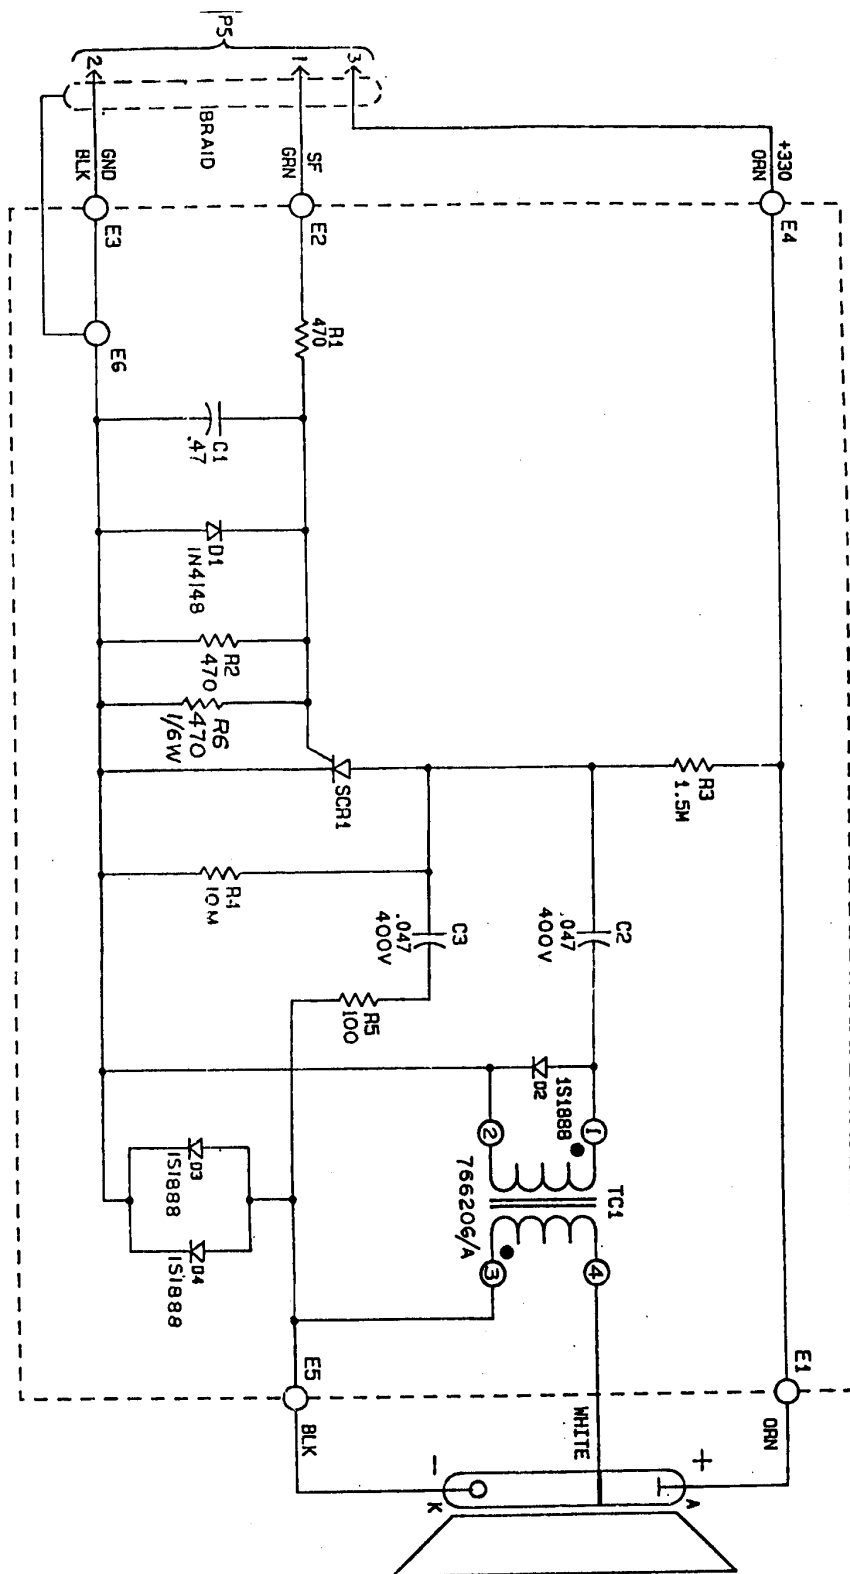 P5
3
1
2
BRAID
+330
ORN
SF
GRN
GND
BLK
E4
E2
E3
E6
R1
470
C1
.47
D1
1N4148
R2
470
R6
470
1/6W
SCR1
R3
1.5M
R4
10M
C3
.047
400V
C2
.047
400V
R5
100
D2
1S1888
1
2
3
4
TC1
76620G/A
D3
1S1888
D4
1S1888
E1
ORN
E5
BLK
WHITE
+
-
A
K